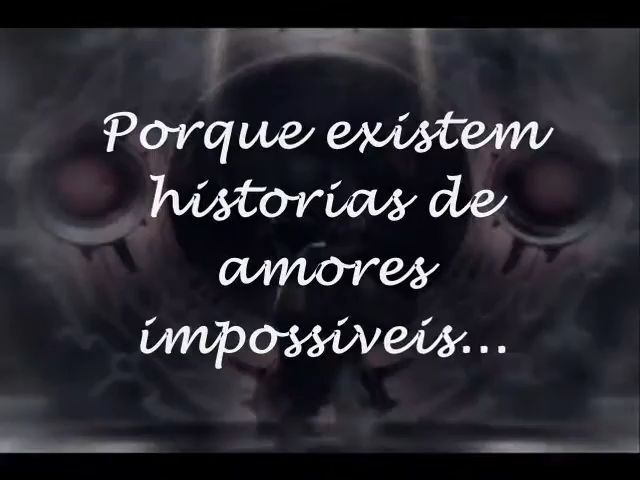 Porque existem
historias de
amores
impossiveis...